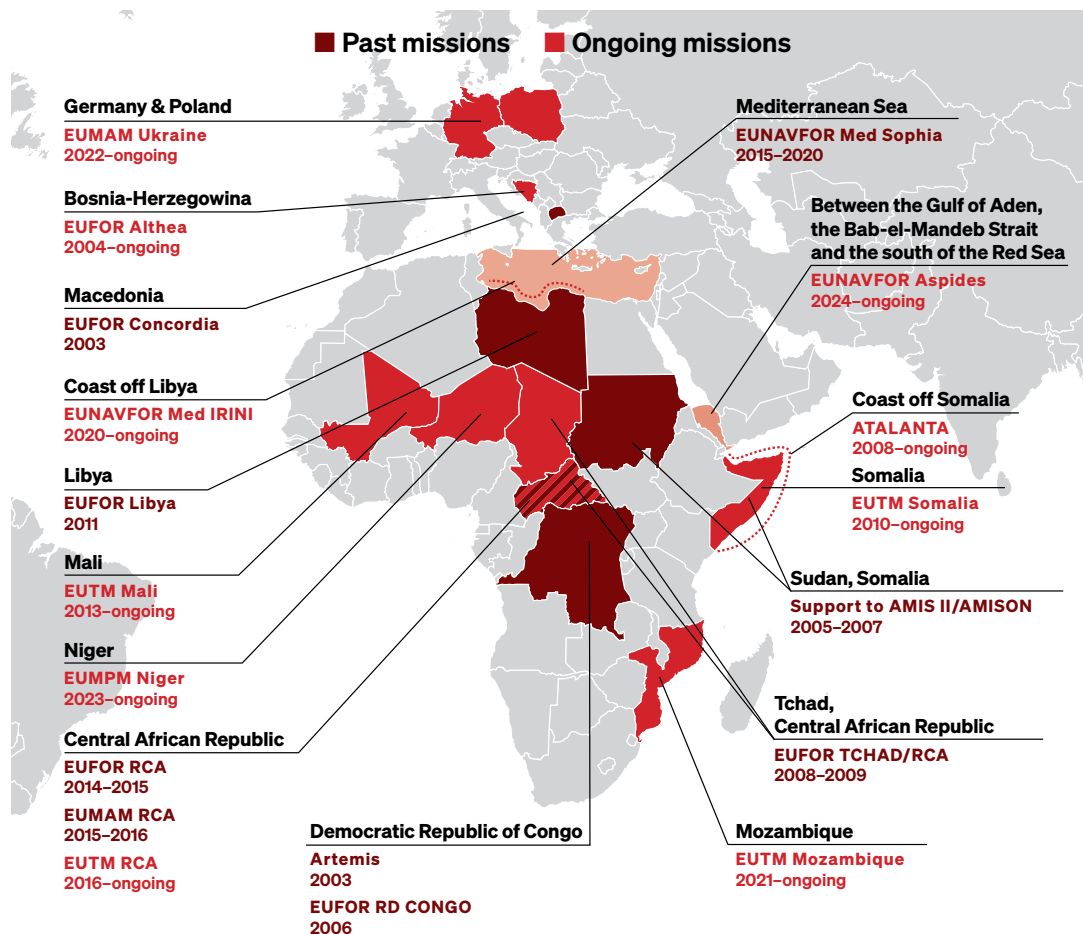 Past missions
Ongoing missions
Germany & Poland
EUMAM Ukraine
2022–ongoing
Bosnia-Herzegowina
EUFOR Althea
2004–ongoing
Macedonia
EUFOR Concordia
2003
Coast off Libya
EUNAVFOR Med IRINI
2020–ongoing
Libya
EUFOR Libya
2011
Mali
EUTM Mali
2013–ongoing
Niger
EUMPM Niger
2023–ongoing
Central African Republic
EUFOR RCA
2014–2015
EUMAM RCA
2015–2016
EUTM RCA
2016–ongoing
Democratic Republic of Congo
Artemis
2003
EUFOR RD CONGO
2006
Mediterranean Sea
EUNAVFOR Med Sophia
2015–2020
Between the Gulf of Aden,
the Bab-el-Mandeb Strait
and the south of the Red Sea
EUNAVFOR Aspides
2024–ongoing
Coast off Somalia
ATALANTA
2008–ongoing
Somalia
EUTM Somalia
2010–ongoing
Sudan, Somalia
Support to AMIS II/AMISON
2005–2007
Tchad,
Central African Republic
EUFOR TCHAD/RCA
2008–2009
Mozambique
EUTM Mozambique
2021–ongoing